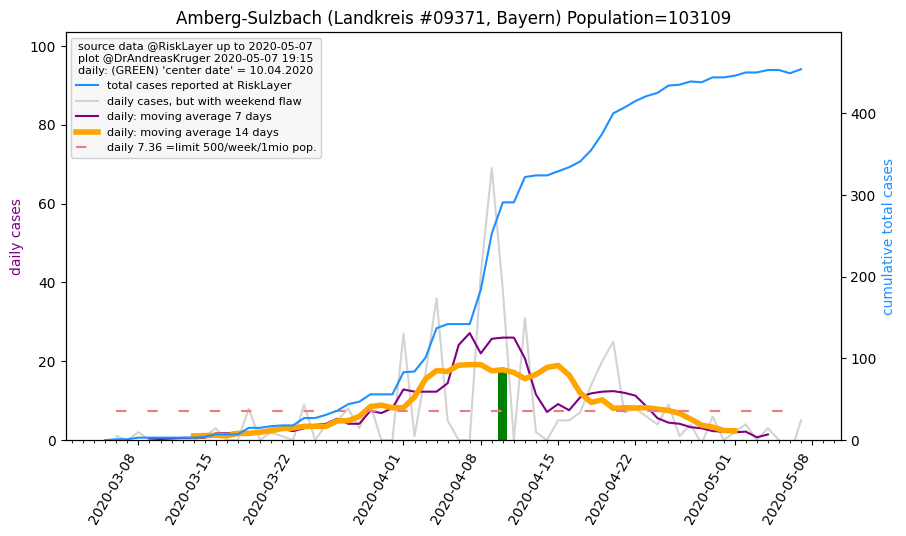 Amberg-Sulzbach (Landkreis #09371, Bayern) Population=103109
source data @RiskLayer up to 2020-05-07
plot @DrAndreasKruger 2020-05-07 19:15
daily: (GREEN) 'center date' = 10.04.2020
total cases reported at RiskLayer
daily cases, but with weekend flaw
daily: moving average 7 days
daily: moving average 14 days
daily 7.36 =limit 500/week/1mio pop.
daily cases
100
80
60
40
20
0
cumulative total cases
400
300
200
100
0
2020-03-08
2020-03-15
2020-03-22
2020-04-01
2020-04-08
2020-04-15
2020-04-22
2020-05-01
2020-05-08